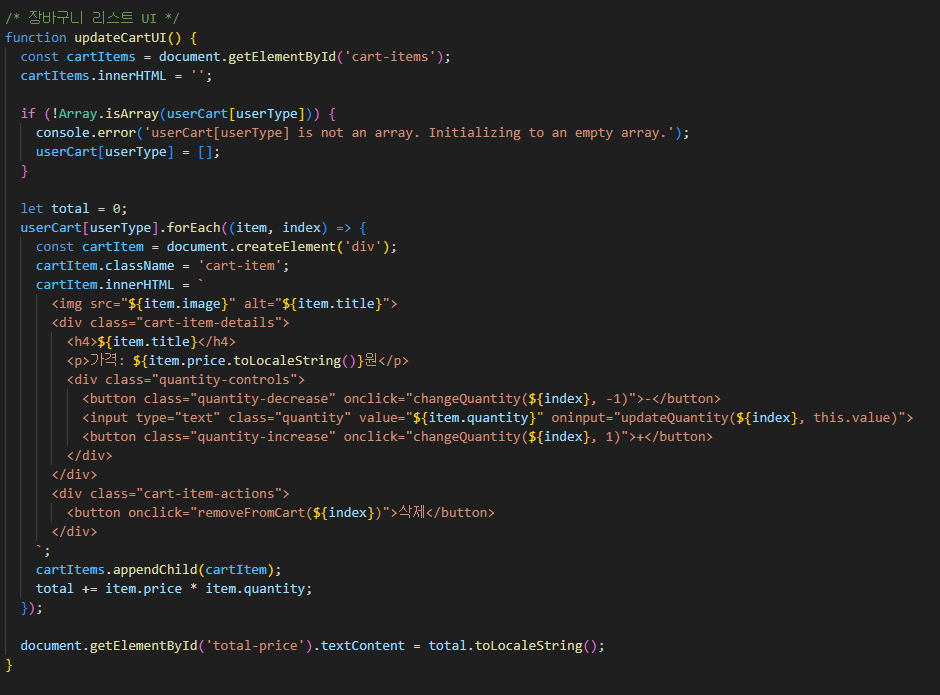 /* 장바구니 리스트 UI */
function updateCartUI() {
  const cartItems = document.getElementById('cart-items');
  cartItems.innerHTML = '';

  if (!Array.isArray(userCart[userType])) {
    console.error('userCart[userType] is not an array. Initializing to an empty array.');
    userCart[userType] = [];
  }

  let total = 0;
  userCart[userType].forEach((item, index) => {
    const cartItem = document.createElement('div');
    cartItem.className = 'cart-item';
    cartItem.innerHTML = `
      <img src="${item.image}" alt="${item.title}">
      <div class="cart-item-details">
        <h4>${item.title}</h4>
        <p>가격: ${item.price.toLocaleString()}원</p>
        <div class="quantity-controls">
          <button class="quantity-decrease" onclick="changeQuantity(${index}, -1)">-</button>
          <input type="text" class="quantity" value="${item.quantity}" oninput="updateQuantity(${index}, this.value)">
          <button class="quantity-increase" onclick="changeQuantity(${index}, 1)">+</button>
        </div>
      </div>
      <div class="cart-item-actions">
        <button onclick="removeFromCart(${index})">삭제</button>
      </div>
    `;
    cartItems.appendChild(cartItem);
    total += item.price * item.quantity;
  });

  document.getElementById('total-price').textContent = total.toLocaleString();
}